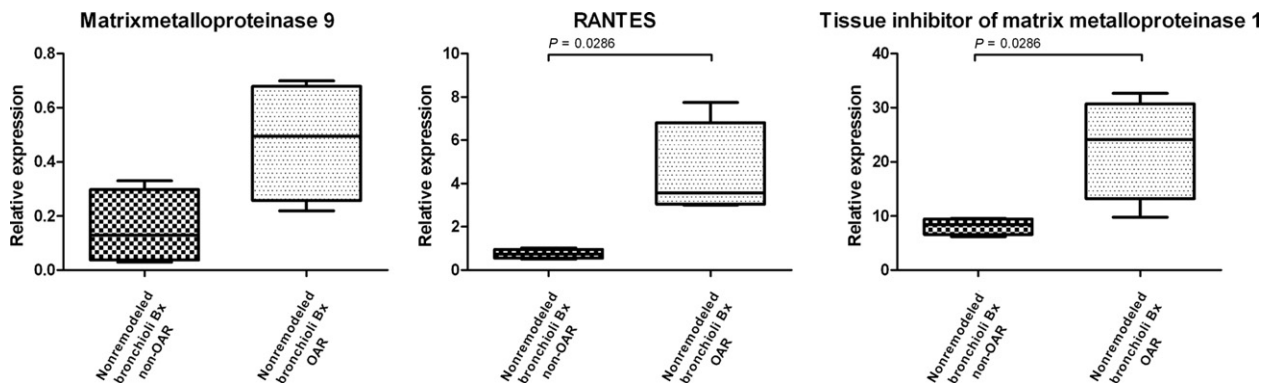 Matrixmetalloproteinase 9
Relative expression
0.8
0.6
0.4
0.2
0.0
Nonremodeled
bronchioli Bx
non-OAR
Nonremodeled
bronchioli Bx
OAR
RANTES
P = 0.0286
Relative expression
10
8
6
4
2
0
Nonremodeled
bronchioli Bx
non-OAR
Nonremodeled
bronchioli Bx
OAR
Tissue inhibitor of matrix metalloproteinase 1
P = 0.0286
Relative expression
40
30
20
10
0
Nonremodeled
bronchioli Bx
non-OAR
Nonremodeled
bronchioli Bx
OAR